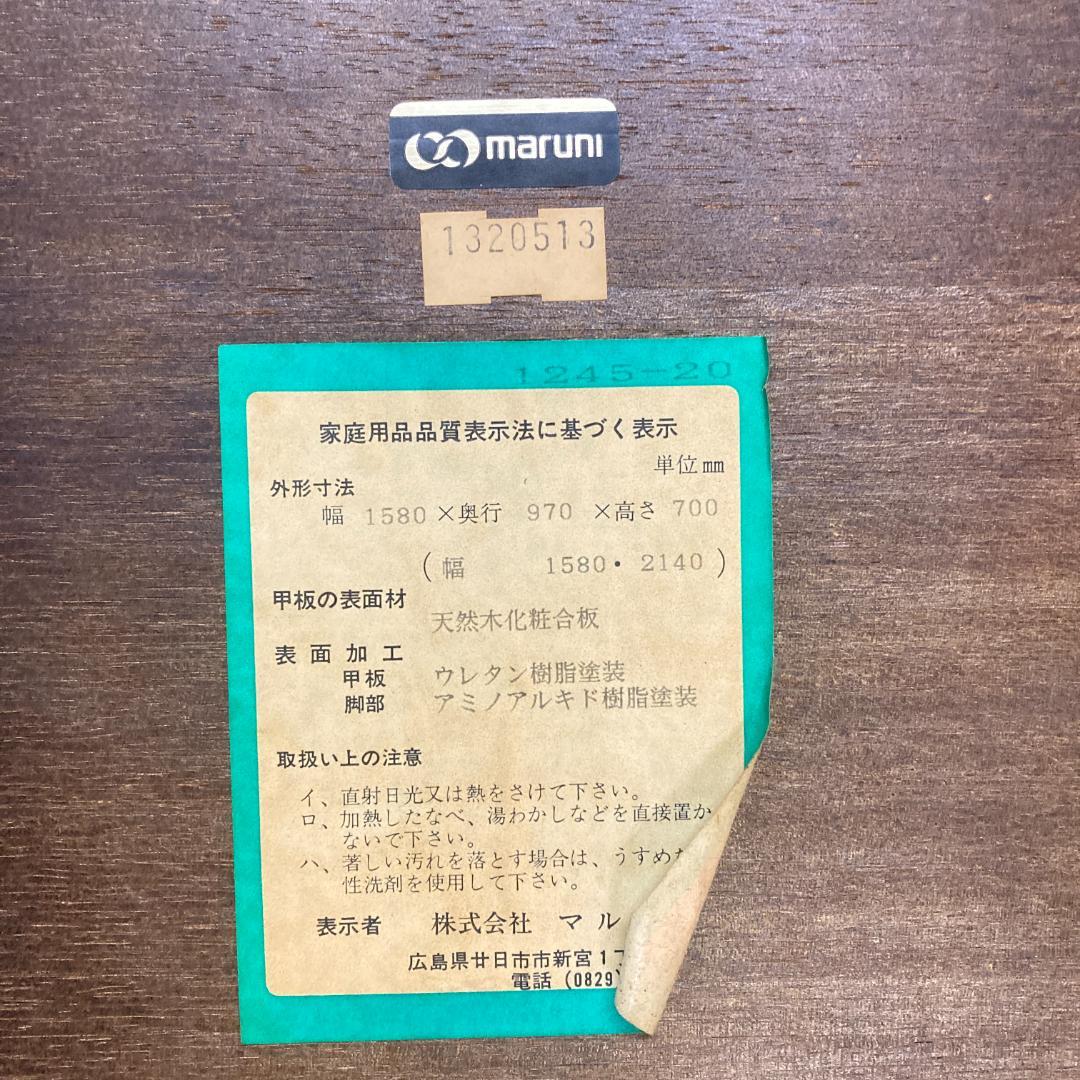 maruni
1320513
1245-20
家庭用品品質表示法に基づく表示
単位mm
外形寸法
幅 1580 ×奥行 970 ×高さ 700
(幅 1580・2140)
甲板の表面材
天然木化粧合板
表面加工
甲板 ウレタン樹脂塗装
脚部 アミノアルキド樹脂塗装
取扱い上の注意
イ、直射日光又は熱をさけて下さい。
ロ、加熱したなべ、湯わかしなどを直接置か
ないで下さい。
ハ、著しい汚れを落とす場合は、うすめた
性洗剤を使用して下さい。
表示者 株式会社 マル
広島県廿日市市新宮1丁
電話(0829)